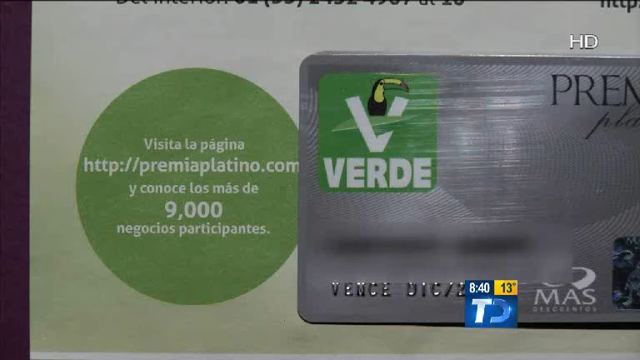 HD
Visita la página
http://premiaplatino.com
y conoce los más de
9,000
negocios participantes.
VERDE
PREM
pla
VENCE DIC/
8:40 13°
TD
MAS
DESCUENTOS